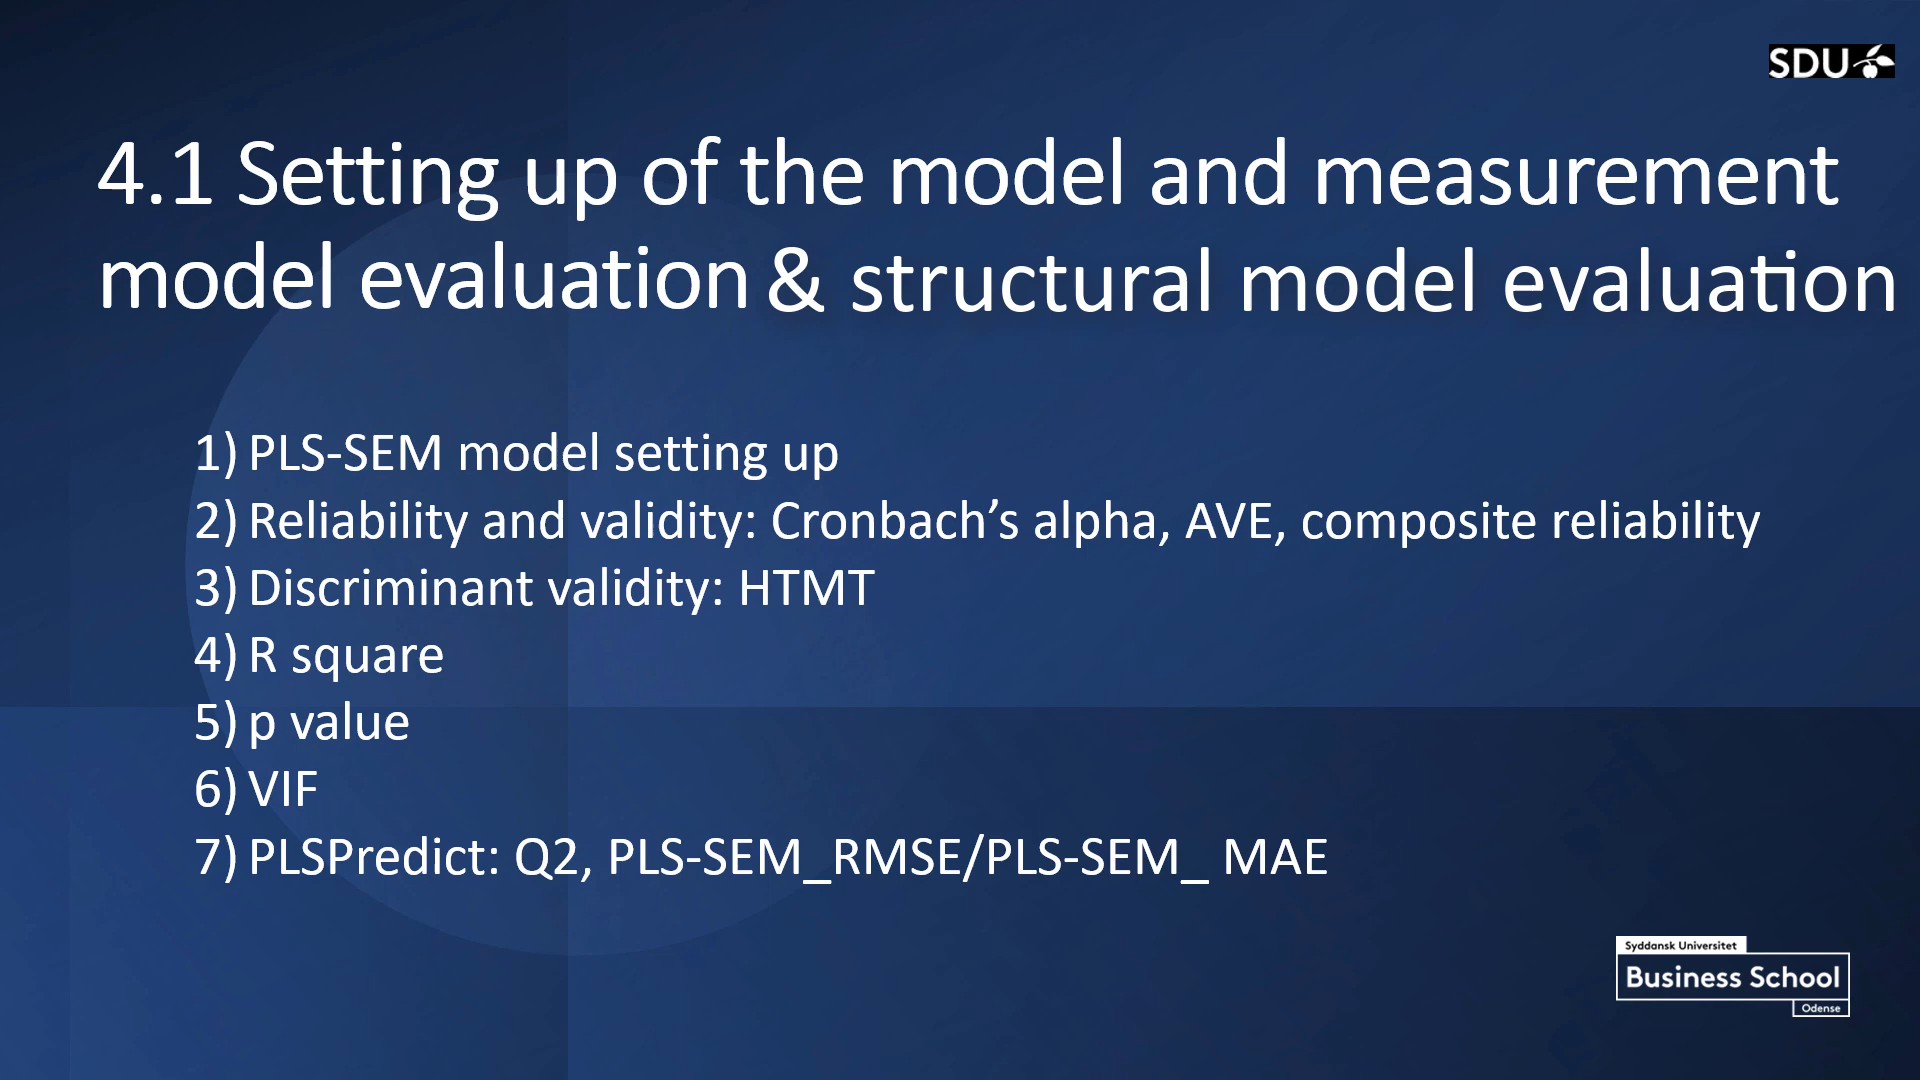 SDU
4.1 Setting up of the model and measurement
model evaluation & structural model evaluation
1) PLS-SEM model setting up
2) Reliability and validity: Cronbach’s alpha, AVE, composite reliability
3) Discriminant validity: HTMT
4) R square
5) p value
6) VIF
7) PLSPredict: Q2, PLS-SEM_RMSE/PLS-SEM_ MAE
Syddansk Universitet
Business School
Odense